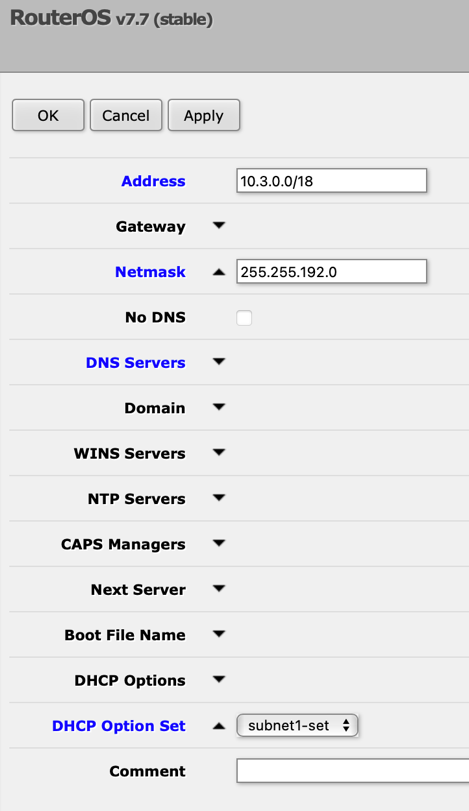 RouterOS v7.7 (stable)
OK Cancel Apply
Address 10.3.0.0/18
Gateway
Netmask 255.255.192.0
No DNS
DNS Servers
Domain
WINS Servers
NTP Servers
CAPS Managers
Next Server
Boot File Name
DHCP Options
DHCP Option Set subnet1-set
Comment